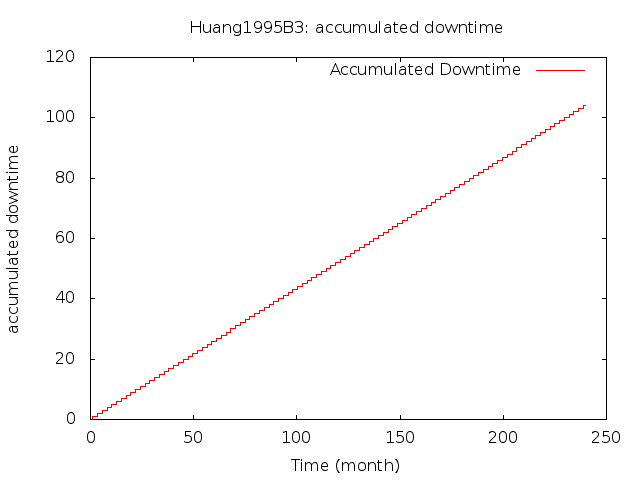 Huang1995B3: accumulated downtime
120
Accumulated Downtime
100
80
60
40
20
0
accumulated downtime
0 50 100 150 200 250
Time (month)